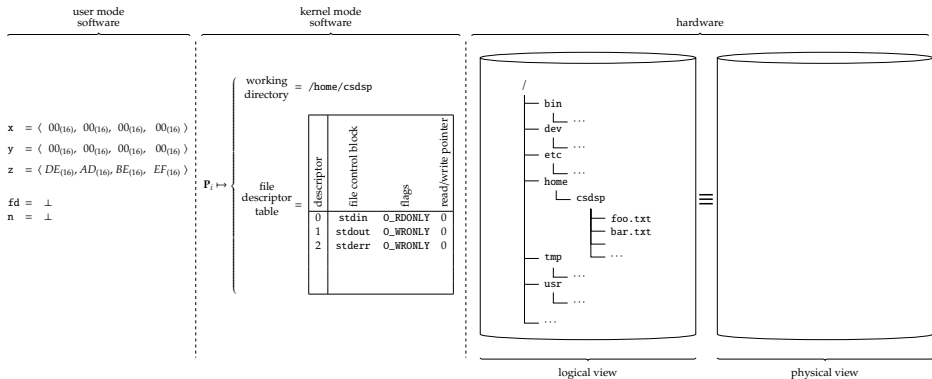 user mode
software
kernel mode
software
hardware
x = ⟨ 00(16), 00(16), 00(16), 00(16) ⟩
y = ⟨ 00(16), 00(16), 00(16), 00(16) ⟩
z = ⟨ DE(16), AD(16), BE(16), EF(16) ⟩
fd = ⊥
n = ⊥
Pi ↦
working
directory = /home/csdsp
file
descriptor =
table
descriptor file control block flags read/write pointer
0 stdin O_RDONLY 0
1 stdout O_WRONLY 0
2 stderr O_WRONLY 0
/
bin
...
dev
...
etc
...
home
csdsp
foo.txt
bar.txt
...
tmp
...
usr
...
...
≡
logical view
physical view